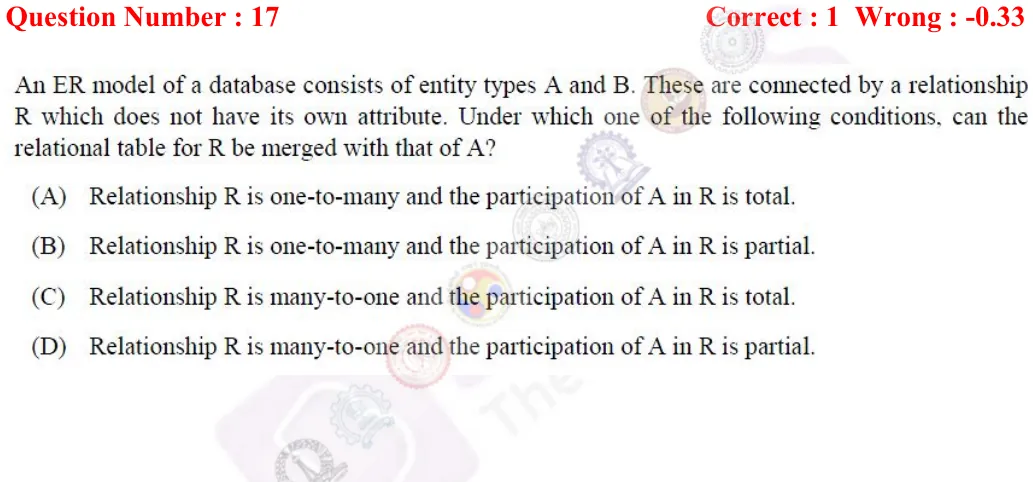 Question Number : 17 Correct : 1 Wrong : -0.33
An ER model of a database consists of entity types A and B. These are connected by a relationship
R which does not have its own attribute. Under which one of the following conditions, can the
relational table for R be merged with that of A?
(A) Relationship R is one-to-many and the participation of A in R is total.
(B) Relationship R is one-to-many and the participation of A in R is partial.
(C) Relationship R is many-to-one and the participation of A in R is total.
(D) Relationship R is many-to-one and the participation of A in R is partial.
The